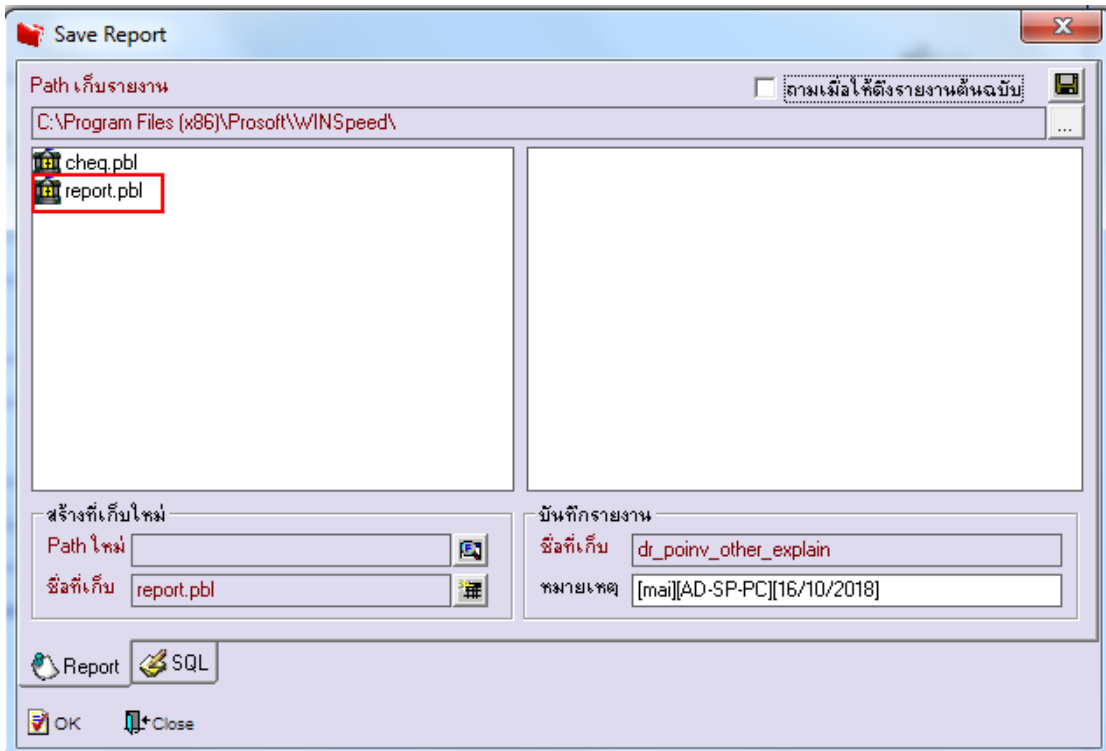 Save Report
Path เก็บรายงาน
ถามเมื่อให้ดึงรายงานต้นฉบับ
C:\Program Files (x86)\Prosoft\WINSpeed\
...
cheq.pbl
report.pbl
สร้างที่เก็บใหม่
Path ใหม่
ชื่อที่เก็บ report.pbl
บันทึกรายงาน
ชื่อที่เก็บ dr_poinv_other_explain
หมายเหตุ [mai][AD-SP-PC][16/10/2018]
Report SQL
OK Close